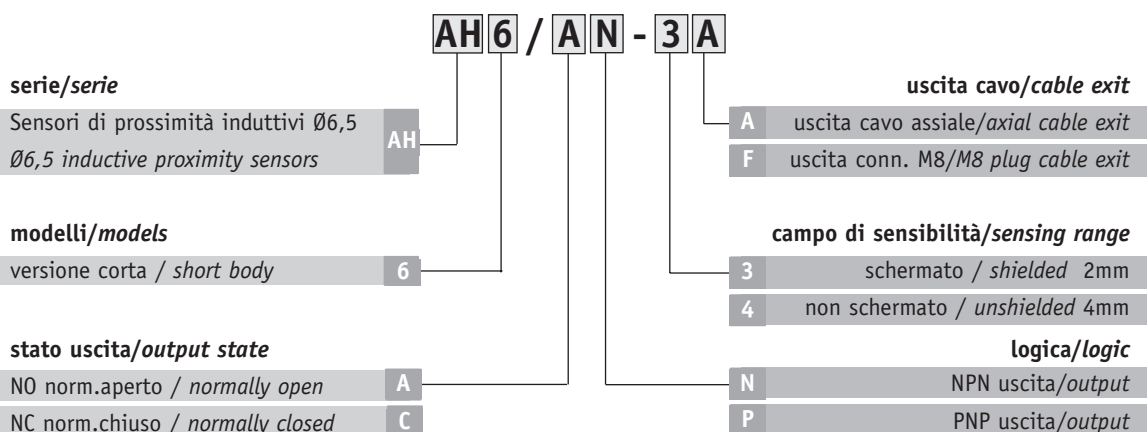 AH6/AN-3A
serie/serie
Sensori di prossimità induttivi Ø6,5
Ø6,5 inductive proximity sensors
AH
modelli/models
versione corta / short body 6
stato uscita/output state
NO norm.aperto / normally open A
NC norm.chiuso / normally closed C
uscita cavo/cable exit
A uscita cavo assiale/axial cable exit
F uscita conn. M8/M8 plug cable exit
campo di sensibilità/sensing range
3 schermato / shielded 2mm
4 non schermato / unshielded 4mm
logica/logic
N NPN uscita/output
P PNP uscita/output